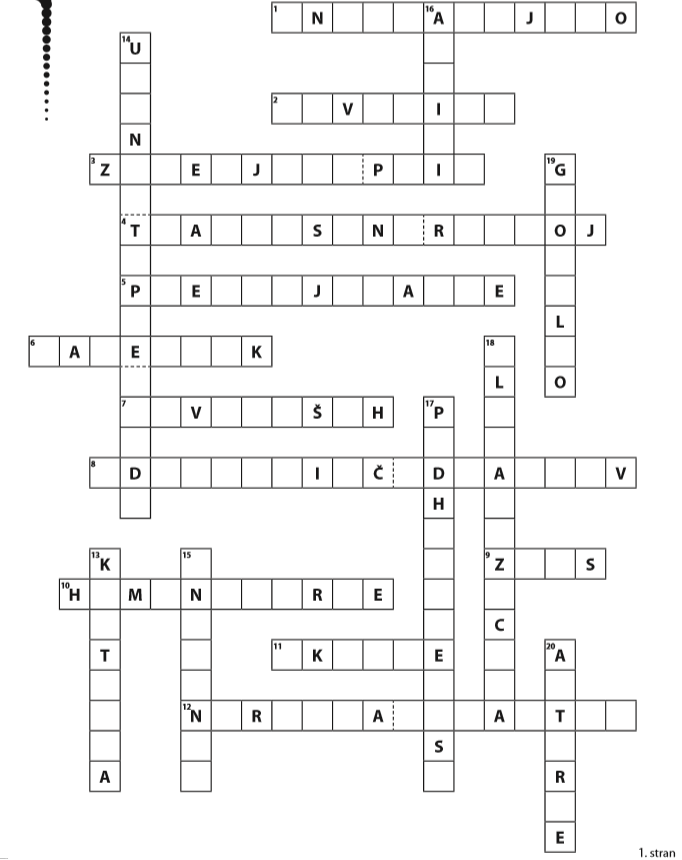 1 N 16 A J O
14 U
2 V I
N
3 Z E J P I 19 G
4 T A S N R O J
5 P E J A E
L
6 A E K 18
L O
7 V Š H 17 P
8 D I Č D A V
H
13 K 15 9 Z S
10 H M N R E
C
T 11 K E 20 A
12 N R A A T
S
A R
E
1. stran